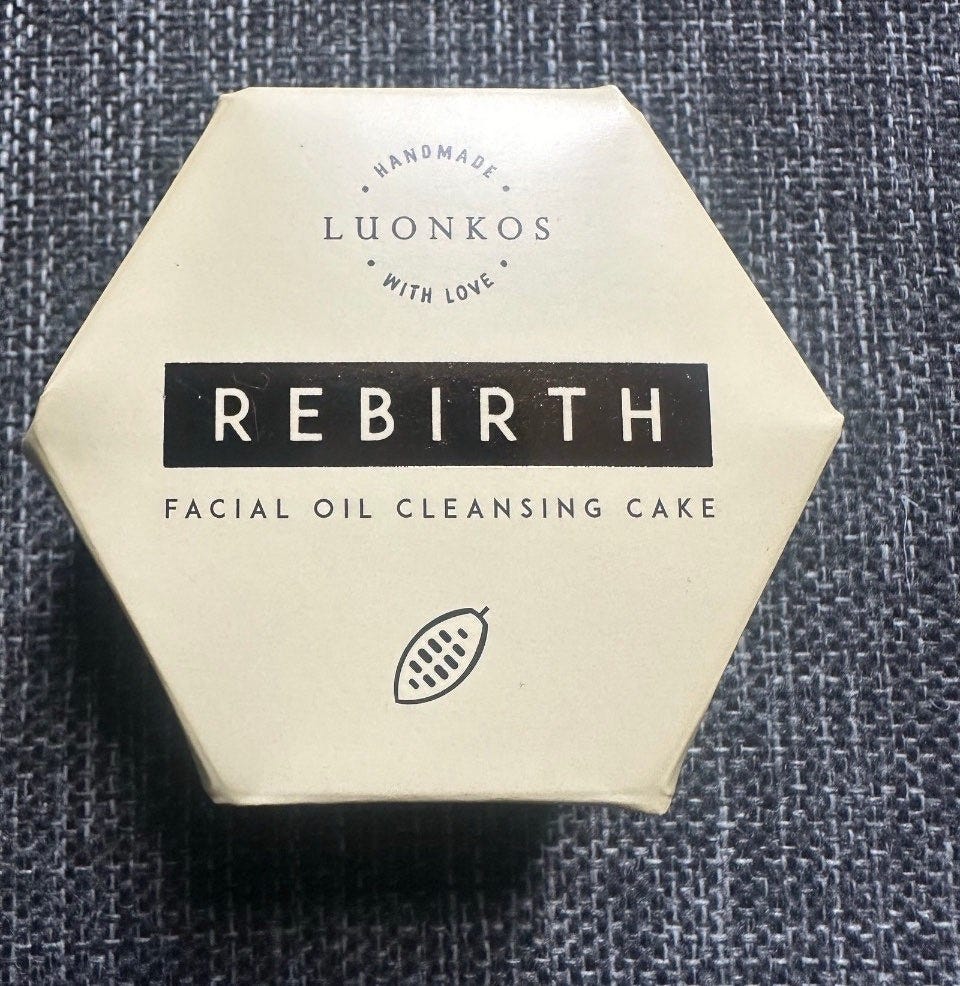 HANDMADE
LUONKOS
WITH LOVE
REBIRTH
FACIAL OIL CLEANSING CAKE